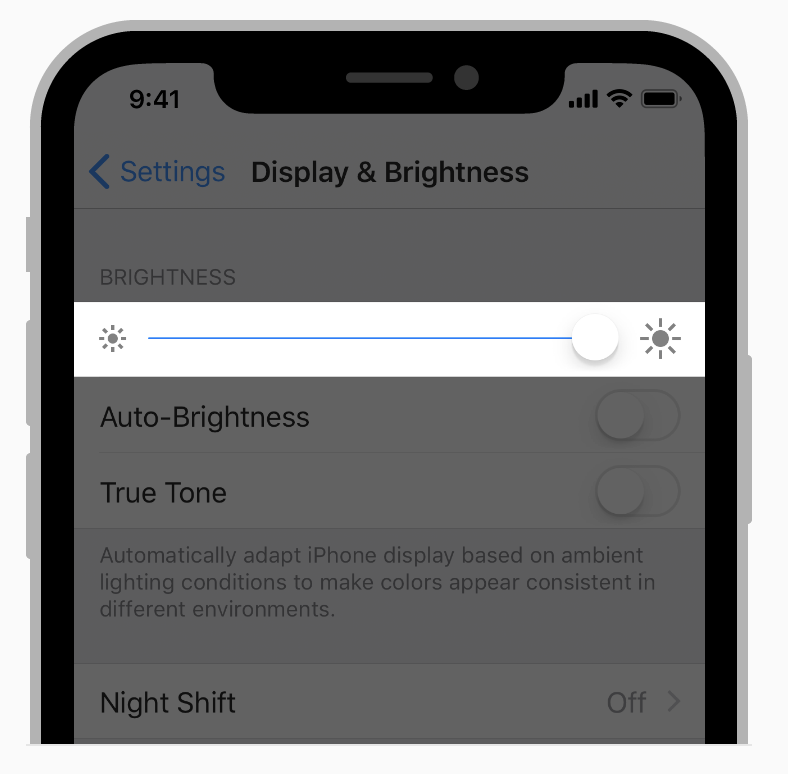 9:41
Settings Display & Brightness
BRIGHTNESS
Auto-Brightness
True Tone
Automatically adapt iPhone display based on ambient
lighting conditions to make colors appear consistent in
different environments.
Night Shift Off